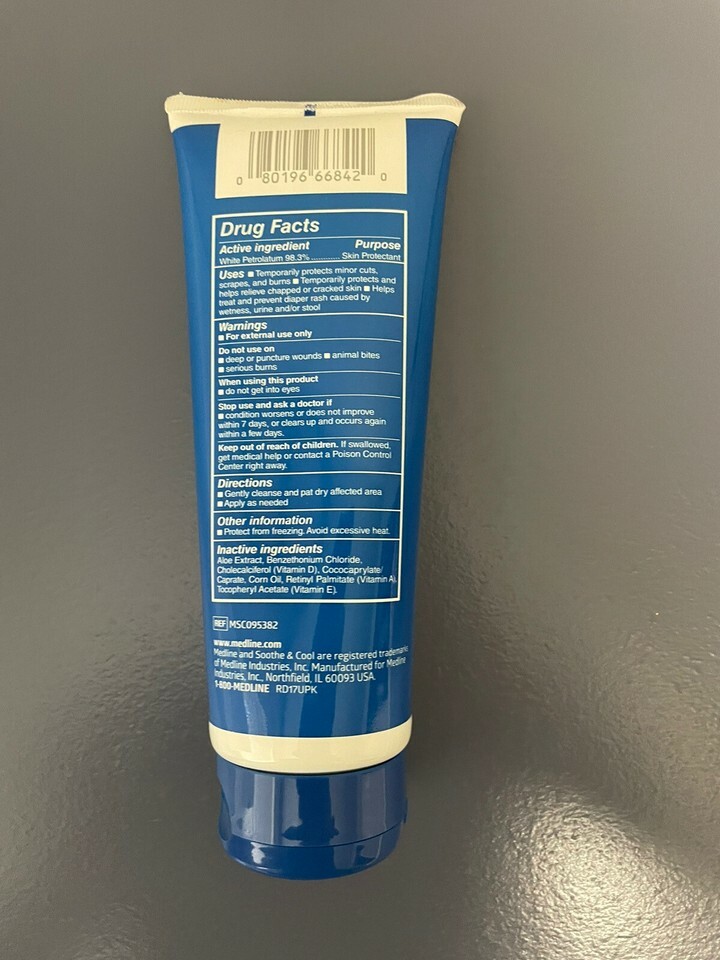 0 80196 66842 0
Drug Facts
Active ingredient Purpose
White Petrolatum 98.3% ............ Skin Protectant
Uses ■ Temporarily protects minor cuts,
scrapes, and burns ■ Temporarily protects and
helps relieve chapped or cracked skin ■ Helps
treat and prevent diaper rash caused by
wetness, urine and/or stool
Warnings
■ For external use only
Do not use on
■ deep or puncture wounds ■ animal bites
■ serious burns
When using this product
■ do not get into eyes
Stop use and ask a doctor if
■ condition worsens or does not improve
within 7 days, or clears up and occurs again
within a few days.
Keep out of reach of children. If swallowed,
get medical help or contact a Poison Control
Center right away.
Directions
■ Gently cleanse and pat dry affected area
■ Apply as needed
Other information
■ Protect from freezing. Avoid excessive heat.
Inactive ingredients
Aloe Extract, Benzethonium Chloride,
Cholecalciferol (Vitamin D), Cococaprylate/
Caprate, Corn Oil, Retinyl Palmitate (Vitamin A),
Tocopheryl Acetate (Vitamin E).
REF MSC095382
www.medline.com
Medline and Soothe & Cool are registered trademarks
of Medline Industries, Inc. Manufactured for Medline
Industries, Inc., Northfield, IL 60093 USA.
1-800-MEDLINE RD17UPK